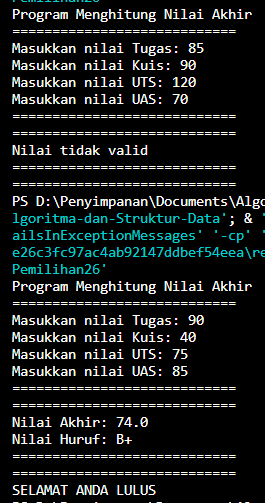 Pemilihan26'
Program Menghitung Nilai Akhir
============================
Masukkan nilai Tugas: 85
Masukkan nilai Kuis: 90
Masukkan nilai UTS: 120
Masukkan nilai UAS: 70
============================
============================
Nilai tidak valid
============================
============================
PS D:\Penyimpanan\Documents\Algo
lgoritma-dan-Struktur-Data'; & '
ailsInExceptionMessages' '-cp' '
e26c3fc97ac4ab92147ddbef54eea\re
Pemilihan26'
Program Menghitung Nilai Akhir
============================
Masukkan nilai Tugas: 90
Masukkan nilai Kuis: 40
Masukkan nilai UTS: 75
Masukkan nilai UAS: 85
============================
============================
Nilai Akhir: 74.0
Nilai Huruf: B+
============================
============================
SELAMAT ANDA LULUS